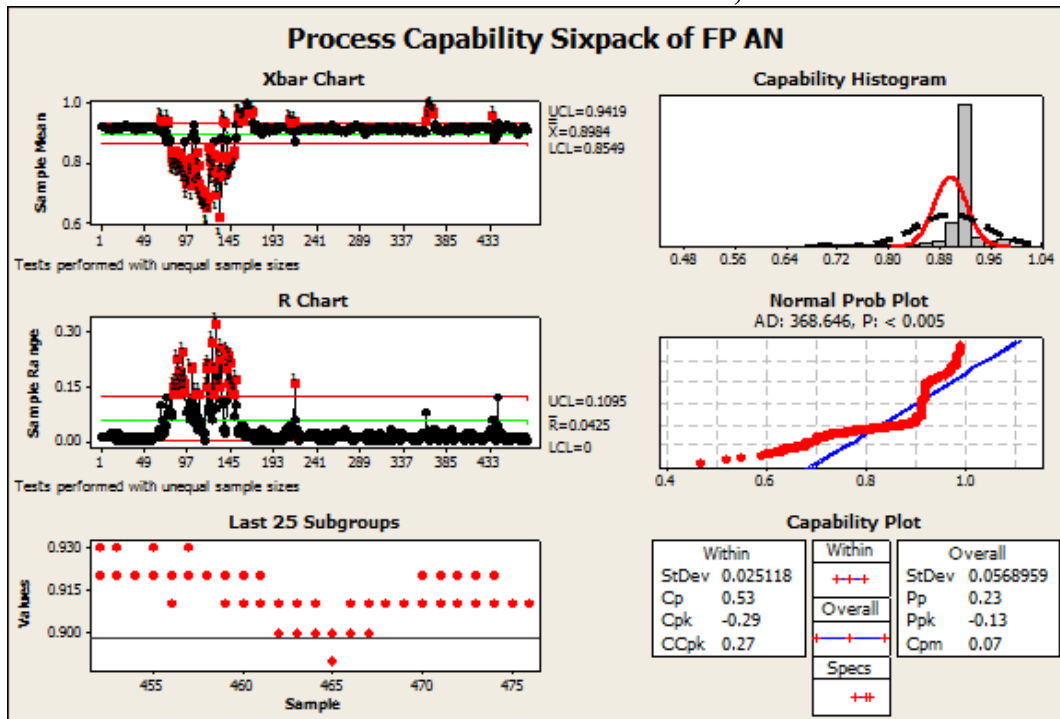 Process Capability Sixpack of FP AN
Xbar Chart
Sample Mean
1.0
0.8
0.6
1 49 97 145 193 241 289 337 385 433
UCL=0.9419
X=0.8984
LCL=0.8549
Tests performed with unequal sample sizes
Capability Histogram
0.48 0.56 0.64 0.72 0.80 0.88 0.96 1.04
R Chart
Sample Range
0.30
0.15
0.00
1 49 97 145 193 241 289 337 385 433
UCL=0.1095
R=0.0425
LCL=0
Tests performed with unequal sample sizes
Normal Prob Plot
AD: 368.646, P: < 0.005
0.4 0.6 0.8 1.0
Last 25 Subgroups
Values
0.930
0.915
0.900
455 460 465 470 475
Sample
Capability Plot
Within
StDev 0.025118
Cp 0.53
Cpk -0.29
CCpk 0.27
Within
Overall
Specs
Overall
StDev 0.0568959
Pp 0.23
Ppk -0.13
Cpm 0.07